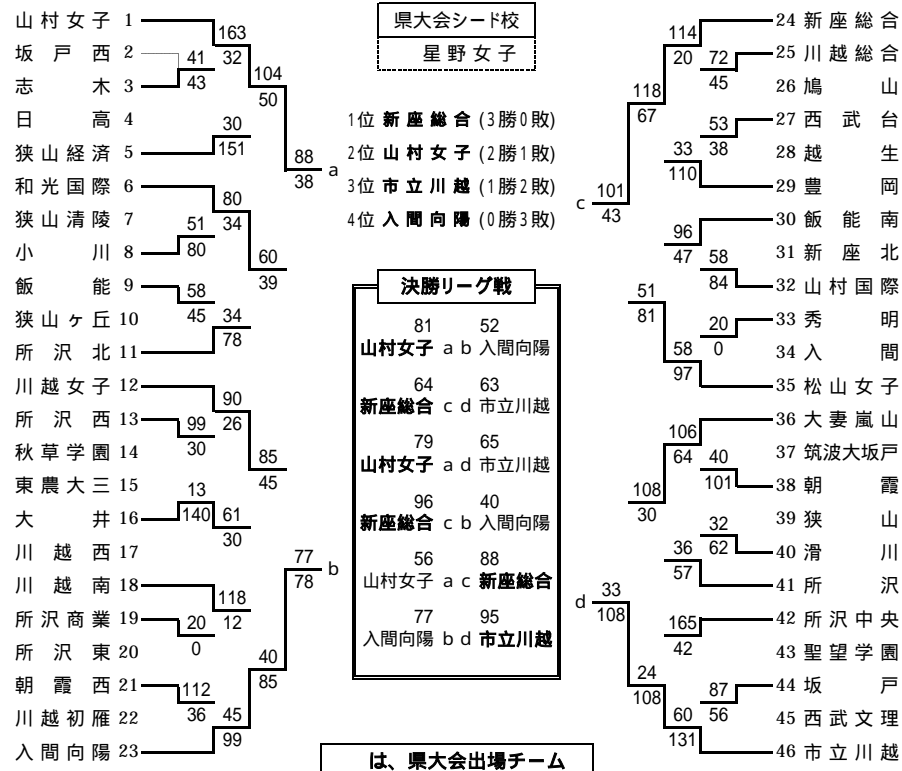 県大会シード校
星野女子
1位 新座総合 (3勝0敗)
2位 山村女子 (2勝1敗)
3位 市立川越 (1勝2敗)
4位 入間向陽 (0勝3敗)
山村女子 1
坂戸西 2
志木 3
日高 4
狭山経済 5
和光国際 6
狭山清陵 7
小川 8
飯能 9
狭山ヶ丘 10
所沢北 11
川越女子 12
所沢西 13
秋草学園 14
東農大三 15
大井 16
川越西 17
川越南 18
所沢商業 19
所沢東 20
朝霞西 21
川越初雁 22
入間向陽 23
163
32
41
43
104
50
30
151
88
38
a
80
34
51
80
60
39
58
45
34
78
90
26
99
30
85
45
13
140
61
30
77
78
b
118
12
20
0
40
85
112
36
45
99
決勝リーグ戦
81 52
山村女子 a b 入間向陽
64 63
新座総合 c d 市立川越
79 65
山村女子 a d 市立川越
96 40
新座総合 c b 入間向陽
56 88
山村女子 a c 新座総合
77 95
入間向陽 b d 市立川越
114
20
72
45
118
67
53
38
33
110
c
101
43
96
47
58
84
51
81
20
0
58
97
106
64
40
101
108
30
32
62
36
57
d
33
108
165
42
24
108
87
56
60
131
24 新座総合
25 川越総合
26 鳩山
27 西武台
28 越生
29 豊岡
30 飯能南
31 新座北
32 山村国際
33 秀明
34 入間
35 松山女子
36 大妻嵐山
37 筑波大坂戸
38 朝霞
39 狭山
40 滑川
41 所沢
42 所沢中央
43 聖望学園
44 坂戸
45 西武文理
46 市立川越
は、県大会出場チーム